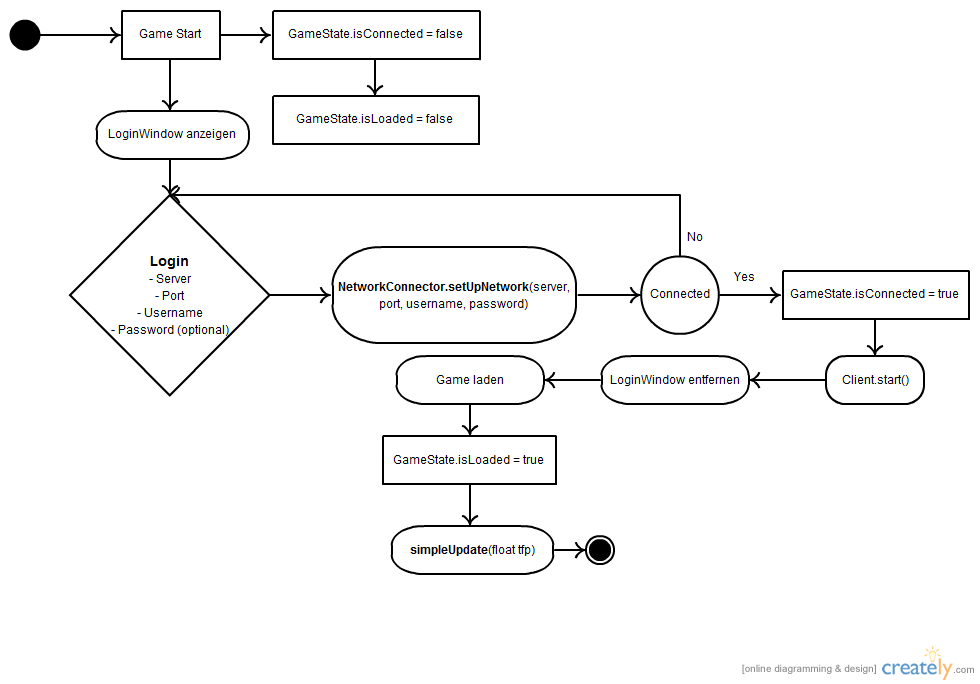 Game Start
GameState.isConnected = false
GameState.isLoaded = false
LoginWindow anzeigen
Login
- Server
- Port
- Username
- Password (optional)
NetworkConnector.setUpNetwork(server,
port, username, password)
No
Connected
Yes
GameState.isConnected = true
Client.start()
LoginWindow entfernen
Game laden
GameState.isLoaded = true
simpleUpdate(float tfp)
[online diagramming & design] creately.com